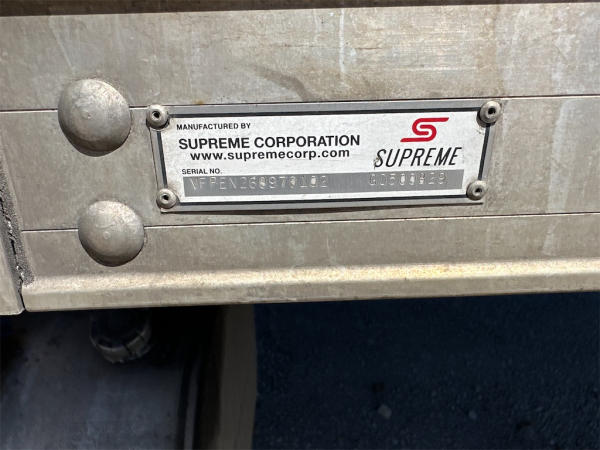 MANUFACTURED BY
SUPREME CORPORATION
www.supremecorp.com
SERIAL NO.
S
SUPREME